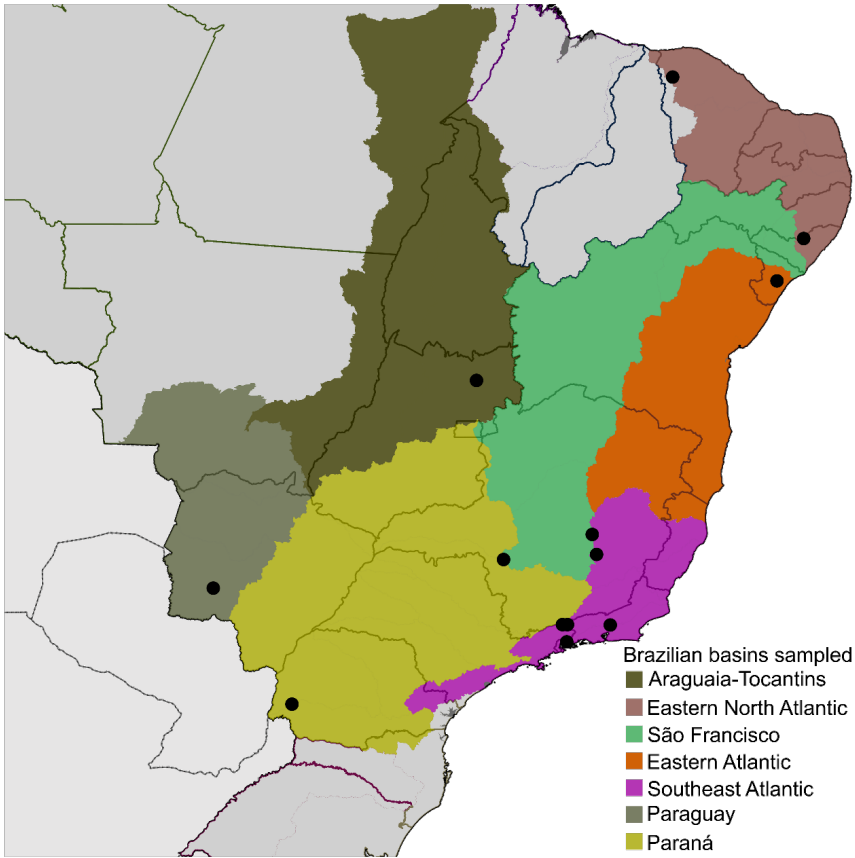 Brazilian basins sampled
Araguaia-Tocantins
Eastern North Atlantic
São Francisco
Eastern Atlantic
Southeast Atlantic
Paraguay
Paraná